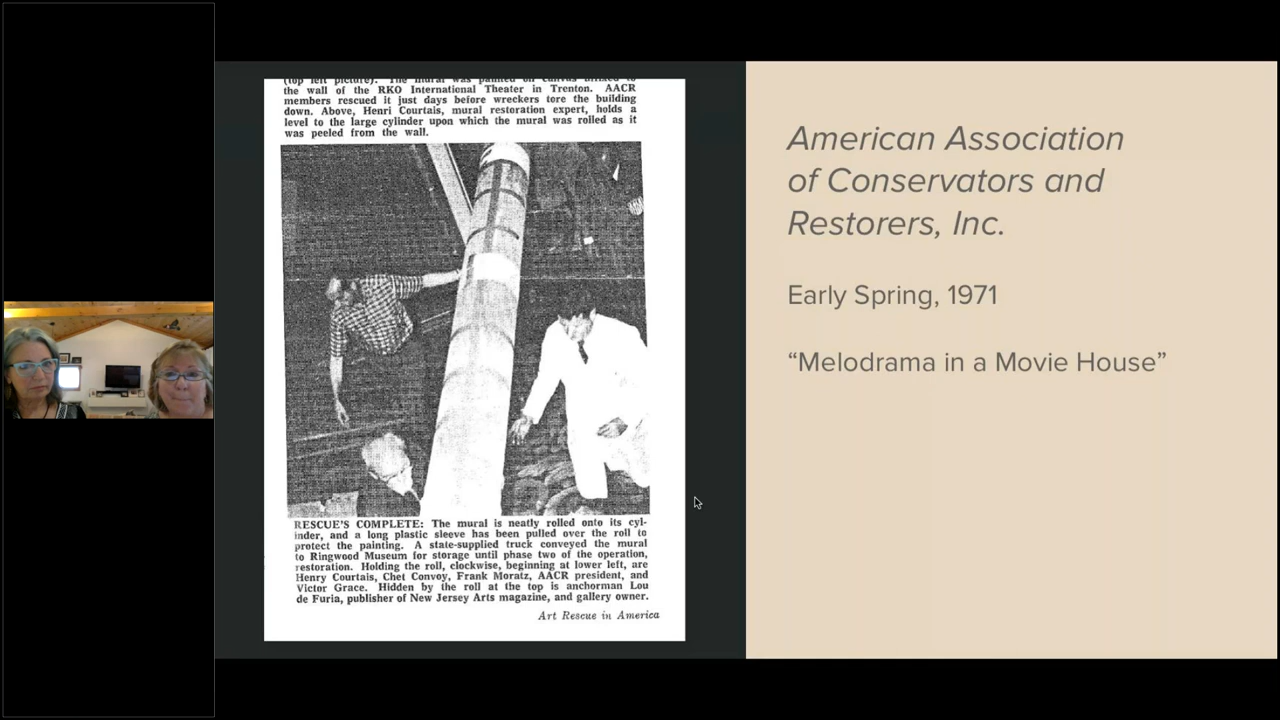 (top left picture). The mural was painted on canvas affixed to
the wall of the RKO International Theater in Trenton. AACR
members rescued it just days before wreckers tore the building
down. Above, Henri Courtais, mural restoration expert, holds a
level to the large cylinder upon which the mural was rolled as it
was peeled from the wall.
RESCUE'S COMPLETE: The mural is neatly rolled onto its cyl-
inder, and a long plastic sleeve has been pulled over the roll to
protect the painting. A state-supplied truck conveyed the mural
to Ringwood Museum for storage until phase two of the operation,
restoration. Holding the roll, clockwise, beginning at lower left, are
Henry Courtais, Chet Convoy, Frank Moratz, AACR president, and
Victor Grace. Hidden by the roll at the top is anchorman Lou
de Furia, publisher of New Jersey Arts magazine, and gallery owner.
Art Rescue in America
American Association
of Conservators and
Restorers, Inc.
Early Spring, 1971
“Melodrama in a Movie House”